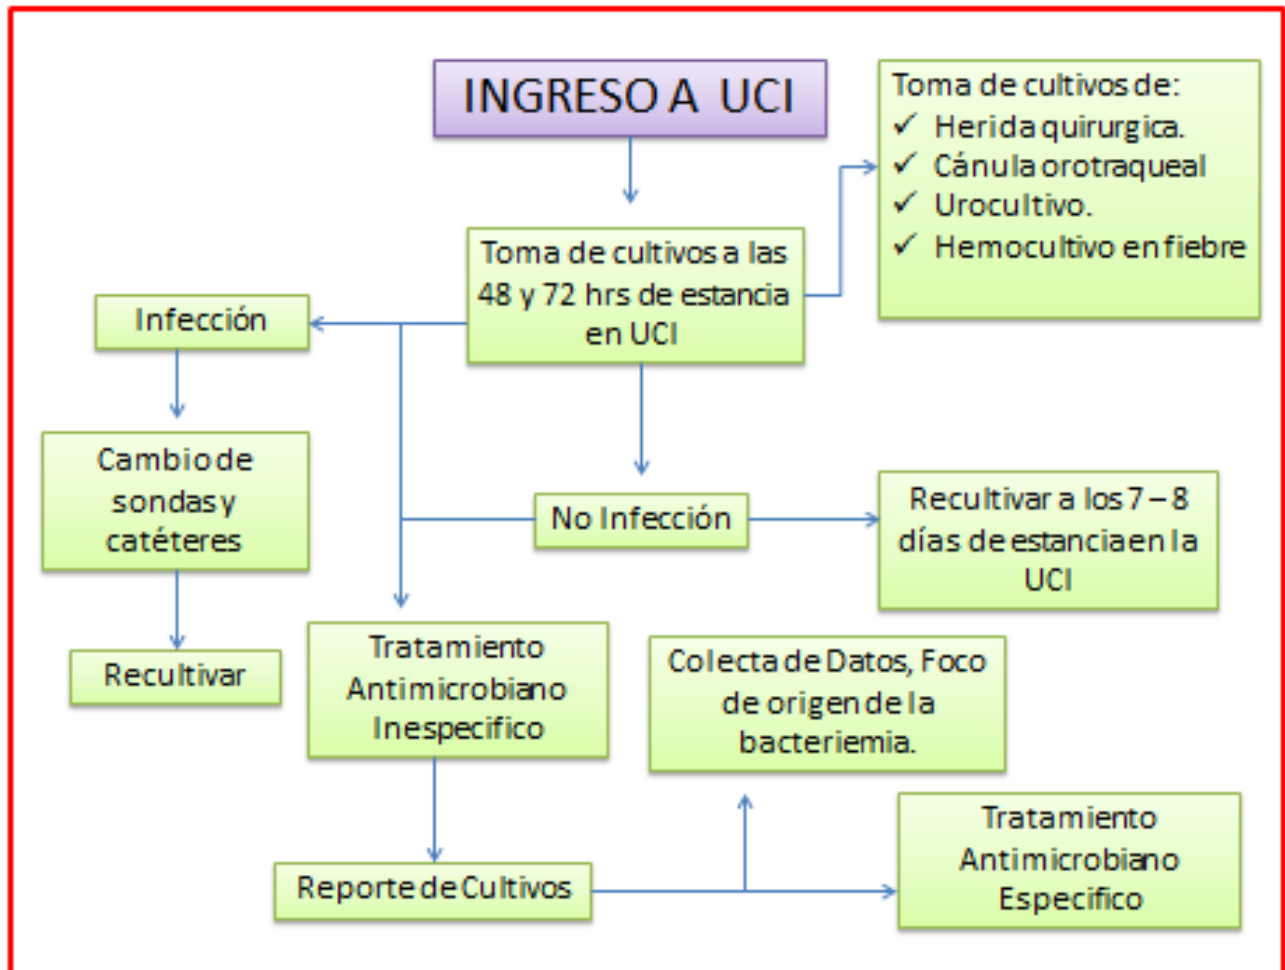 INGRESO A UCI
Toma de cultivos de:
✓ Herida quirurgica.
✓ Cánula orotraqueal
✓ Urocultivo.
✓ Hemocultivo en fiebre
Toma de cultivos a las
48 y 72 hrs de estancia
en UCI
Infección
Cambio de
sondas y
catéteres
Recultivar
No Infección
Recultivar a los 7 – 8
días de estancia en la
UCI
Tratamiento
Antimicrobiano
Inespecifico
Colecta de Datos, Foco
de origen de la
bacteriemia.
Reporte de Cultivos
Tratamiento
Antimicrobiano
Especifico